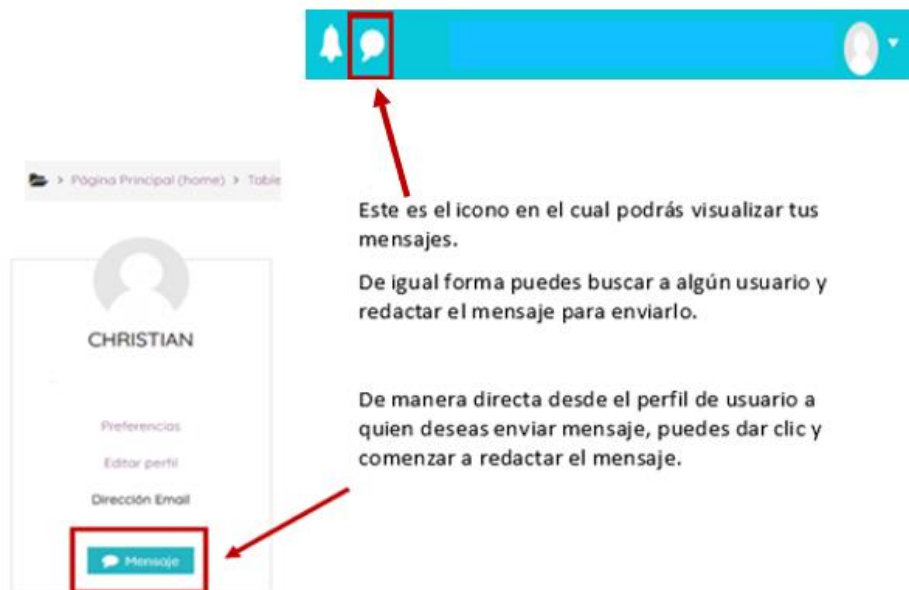 > Página Principal (home) > Table
Este es el icono en el cual podrás visualizar tus
mensajes.
De igual forma puedes buscar a algún usuario y
redactar el mensaje para enviarlo.
CHRISTIAN
De manera directa desde el perfil de usuario a
quien deseas enviar mensaje, puedes dar clic y
comenzar a redactar el mensaje.
Preferencias
Editar perfil
Dirección Email
Mensaje